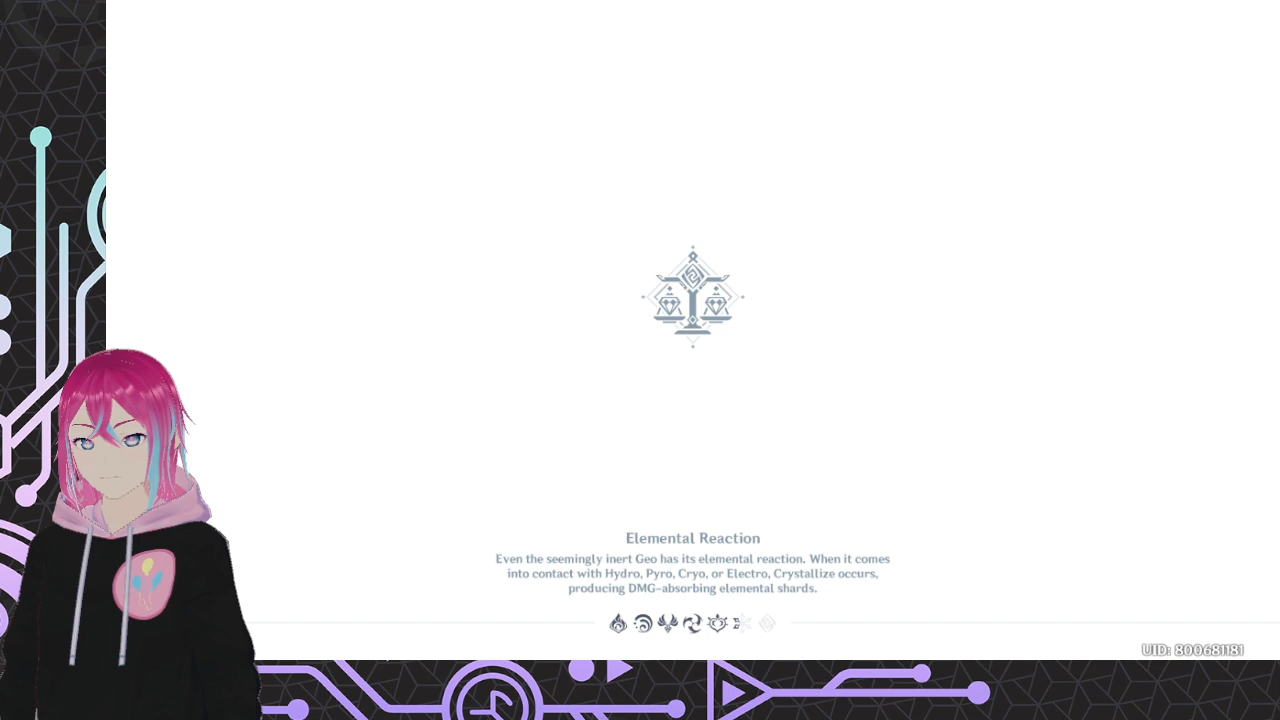 Elemental Reaction
Even the seemingly inert Geo has its elemental reaction. When it comes
into contact with Hydro, Pyro, Cryo, or Electro, Crystallize occurs,
producing DMG-absorbing elemental shards.
UID: 800681181